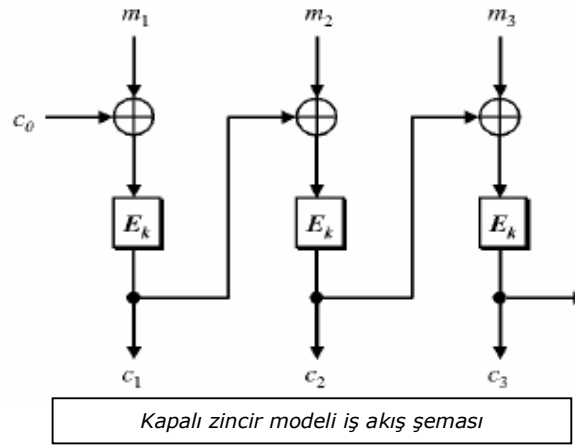 m₁ m₂ m₃
c₀
Eₖ Eₖ Eₖ
c₁ c₂ c₃
Kapalı zincir modeli iş akış şeması